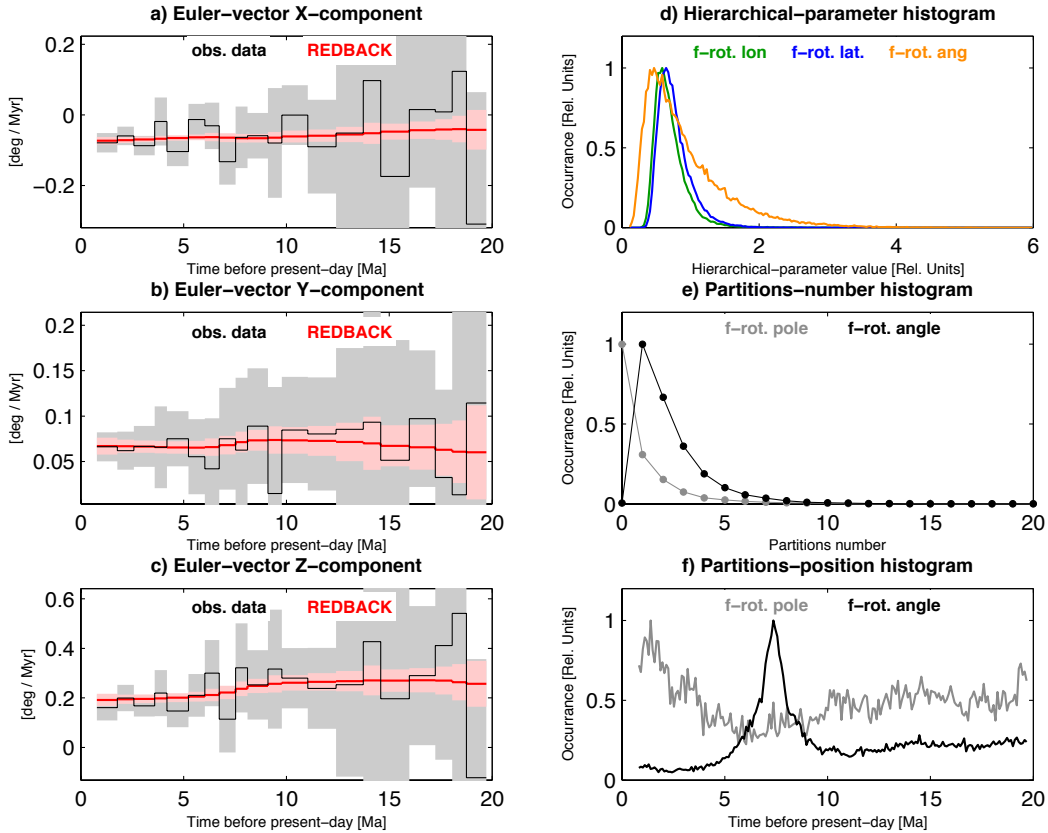 a) Euler−vector X−component
obs. data REDBACK
[deg / Myr]
0
−0.2
0.2
0 5 10 15 20
Time before present−day [Ma]
b) Euler−vector Y−component
obs. data REDBACK
[deg / Myr]
0.2
0.15
0.1
0.05
0 5 10 15 20
Time before present−day [Ma]
c) Euler−vector Z−component
obs. data REDBACK
[deg / Myr]
0.6
0.4
0.2
0
0 5 10 15 20
Time before present−day [Ma]
d) Hierarchical−parameter histogram
f−rot. lon f−rot. lat. f−rot. ang
Occurrance [Rel. Units]
1
0.5
0
0 2 4 6
Hierarchical−parameter value [Rel. Units]
e) Partitions−number histogram
f−rot. pole f−rot. angle
Occurrance [Rel. Units]
1
0.5
0
0 5 10 15 20
Partitions number
f) Partitions−position histogram
f−rot. pole f−rot. angle
Occurrance [Rel. Units]
1
0.5
0
0 5 10 15 20
Time before present−day [Ma]